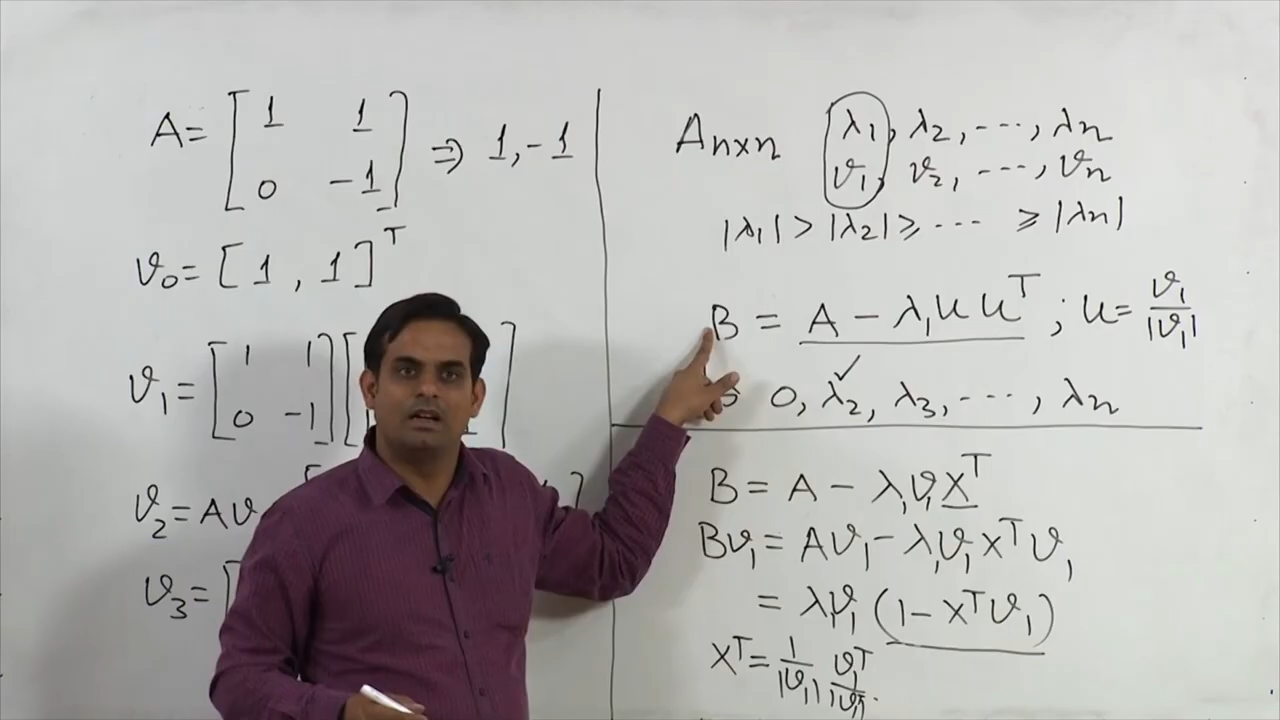 A = [ 1 1 ; 0 -1 ] ⇒ 1, -1
v₀ = [ 1 , 1 ]ᵀ
v₁ = [ 1 1 ; 0 -1 ] [
v₂ = Av
v₃ = [
Aₙₓₙ λ₁, λ₂, ---, λₙ
v₁, v₂, ---, vₙ
|λ₁| > |λ₂| ≥ --- ≥ |λₙ|
B = A - λ₁ u uᵀ ; u = v₁/|v₁|
0, λ₂✓, λ₃, ---, λₙ
B = A - λ₁v₁xᵀ
Bv₁ = Av₁ - λ₁v₁xᵀv₁
= λ₁v₁ (1 - xᵀv₁)
xᵀ = 1/|v₁| v₁ᵀ/|v₁|.